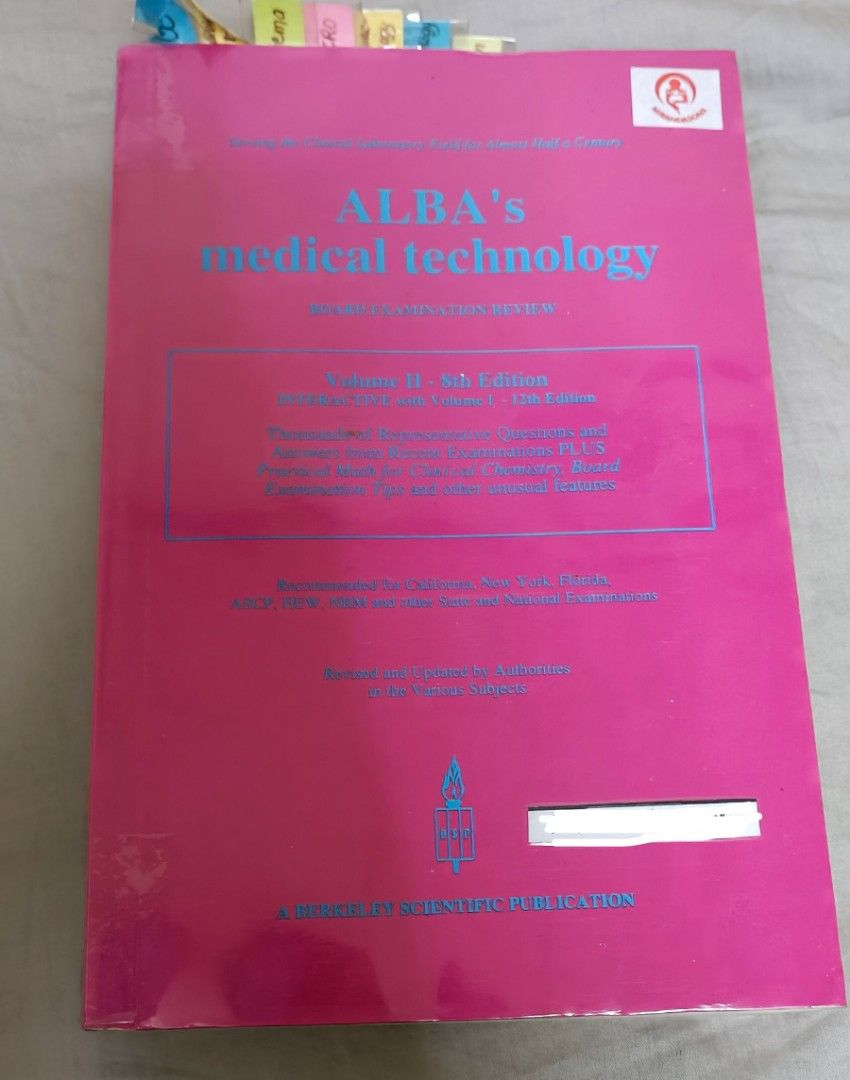 ema
CRO
Serving the Clinical Laboratory Field for Almost Half a Century
ALBA's
medical technology
BOARD EXAMINATION REVIEW
Volume II - 8th Edition
INTERACTIVE with Volume I - 12th Edition
Thousands of Representative Questions and
Answers from Recent Examinations PLUS
Practical Math for Clinical Chemistry, Board
Examination Tips and other unusual features
Recommended for California, New York, Florida,
ASCP, HEW, NRM and other State and National Examinations
Revised and Updated by Authorities
in the Various Subjects
BSP
A BERKELEY SCIENTIFIC PUBLICATION